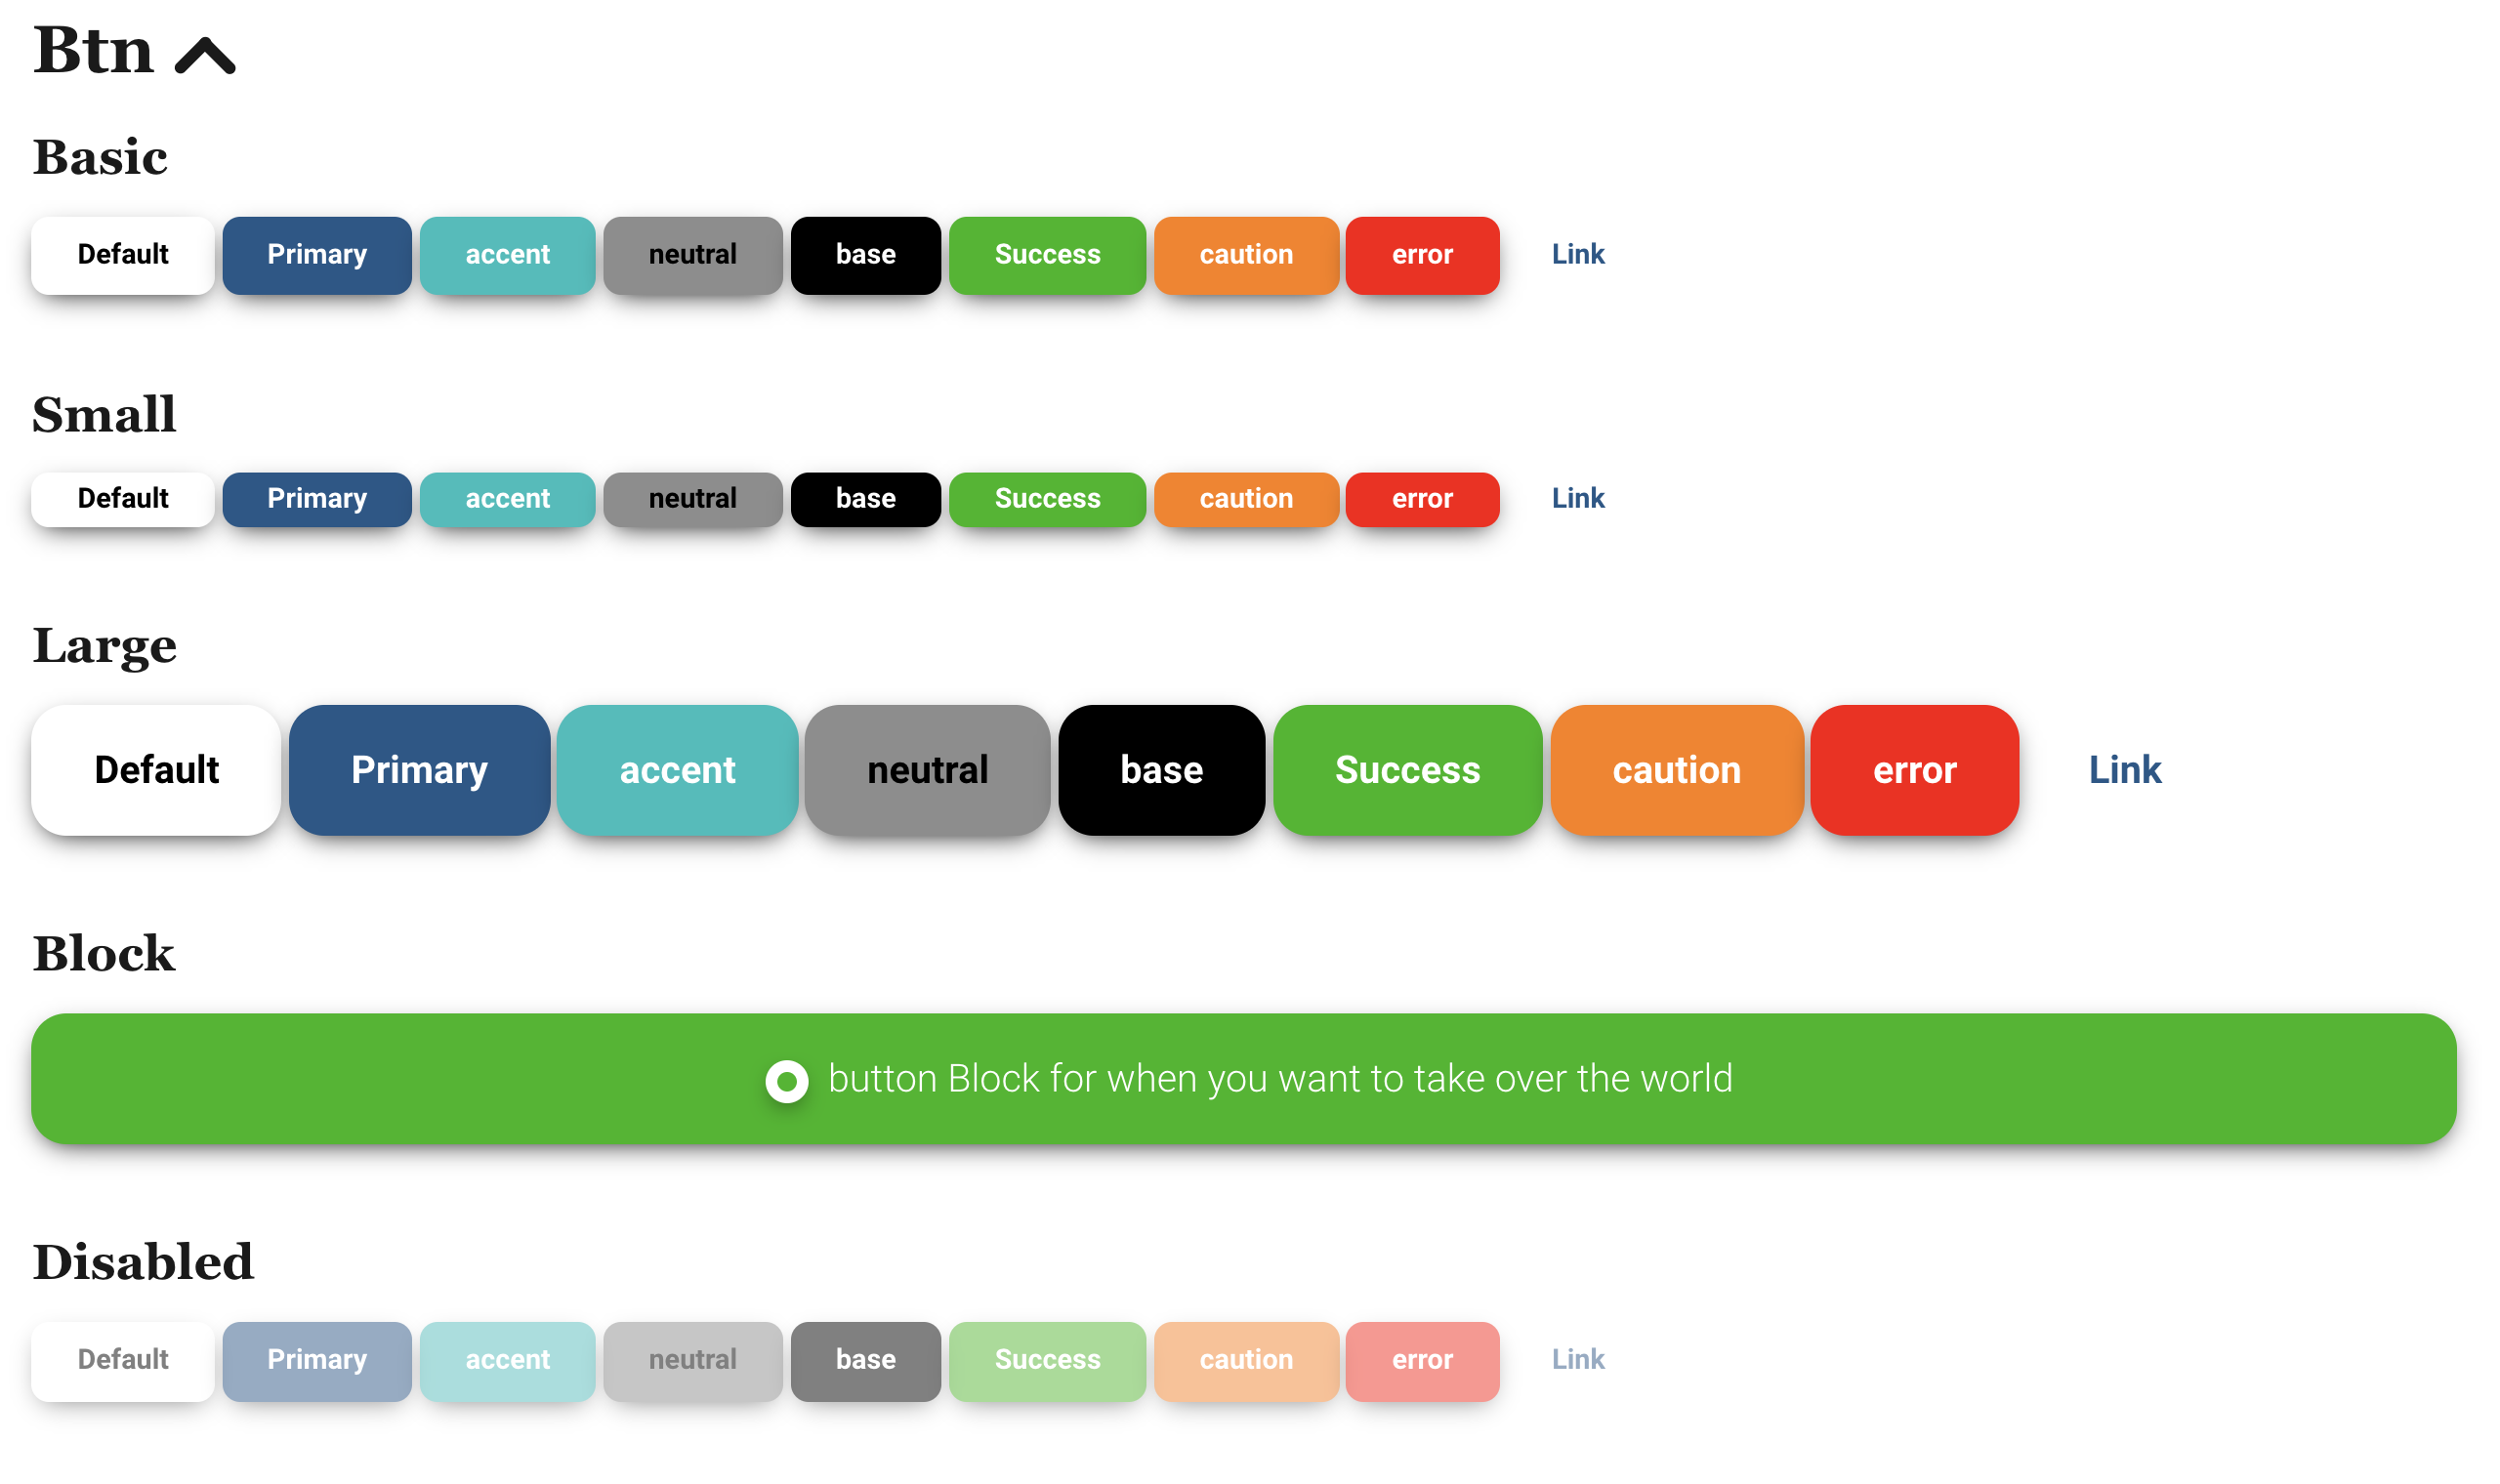 Btn
Basic
Default Primary accent neutral base Success caution error Link
Small
Default Primary accent neutral base Success caution error Link
Large
Default Primary accent neutral base Success caution error Link
Block
button Block for when you want to take over the world
Disabled
Default Primary accent neutral base Success caution error Link